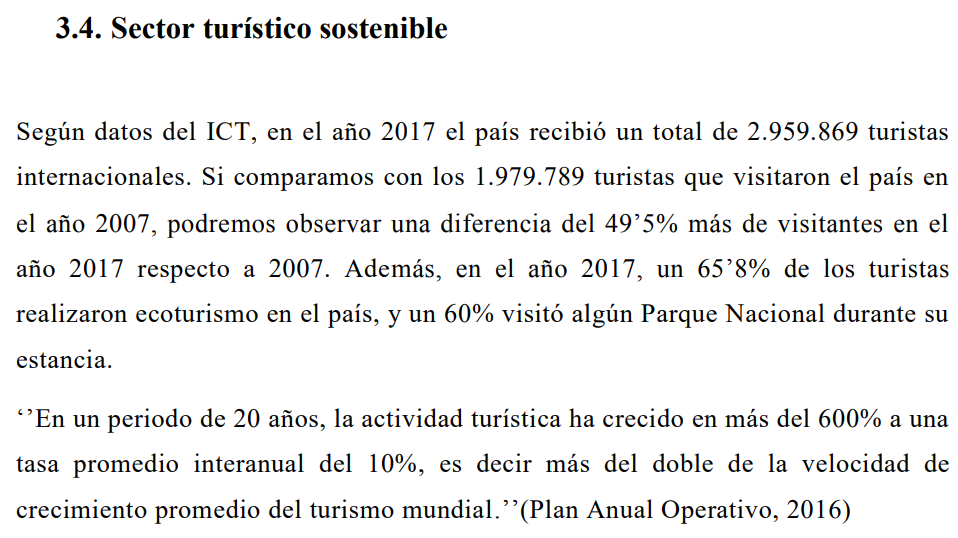 3.4. Sector turístico sostenible
Según datos del ICT, en el año 2017 el país recibió un total de 2.959.869 turistas
internacionales. Si comparamos con los 1.979.789 turistas que visitaron el país en
el año 2007, podremos observar una diferencia del 49’5% más de visitantes en el
año 2017 respecto a 2007. Además, en el año 2017, un 65’8% de los turistas
realizaron ecoturismo en el país, y un 60% visitó algún Parque Nacional durante su
estancia.
‘’En un periodo de 20 años, la actividad turística ha crecido en más del 600% a una
tasa promedio interanual del 10%, es decir más del doble de la velocidad de
crecimiento promedio del turismo mundial.’’(Plan Anual Operativo, 2016)